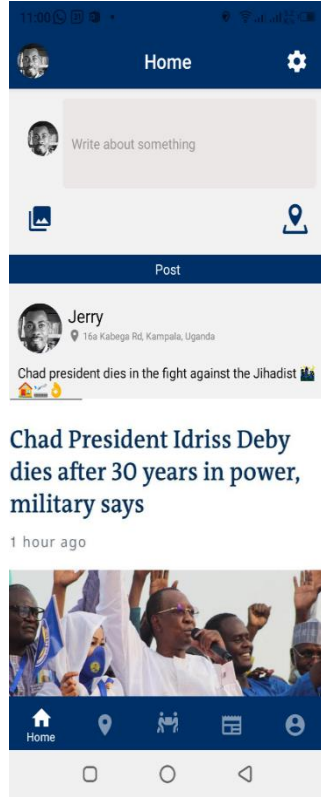 11:00
Home
Write about something
Post
Jerry
16a Kabega Rd, Kampala, Uganda
Chad president dies in the fight against the Jihadist
Chad President Idriss Deby
dies after 30 years in power,
military says
1 hour ago
Home